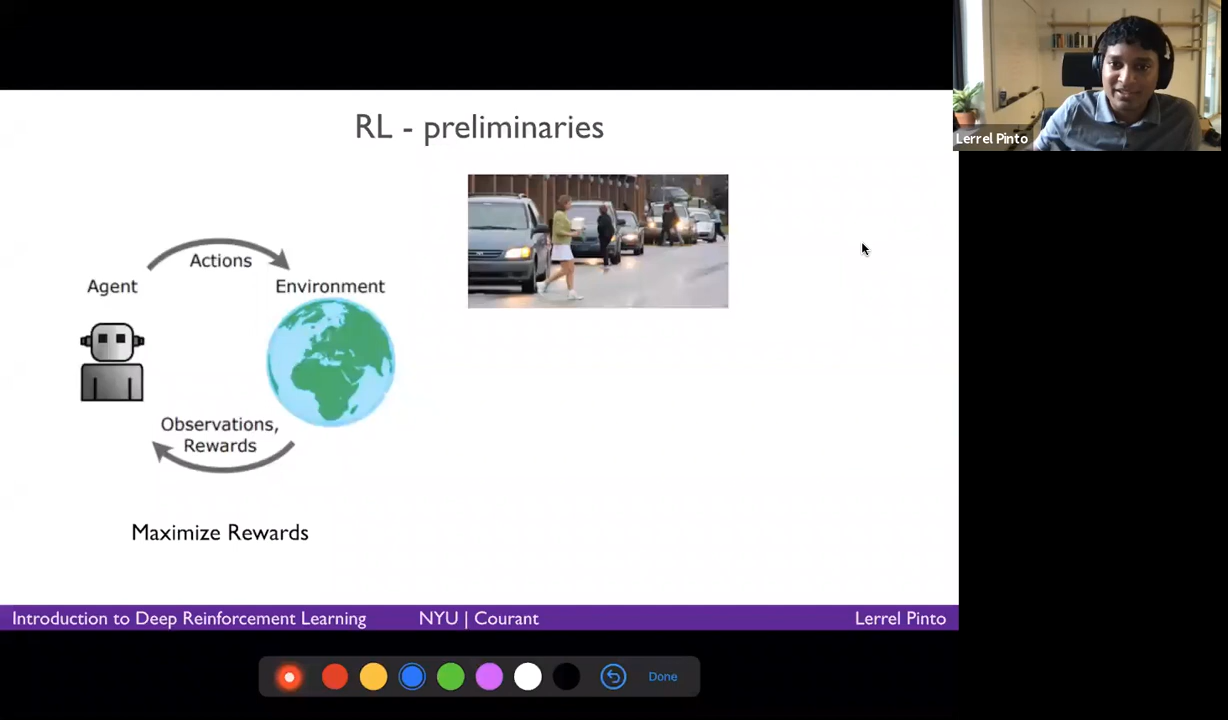 RL - preliminaries
Lerrel Pinto
Actions
Agent
Environment
Observations,
Rewards
Maximize Rewards
Introduction to Deep Reinforcement Learning
NYU | Courant
Lerrel Pinto
Done